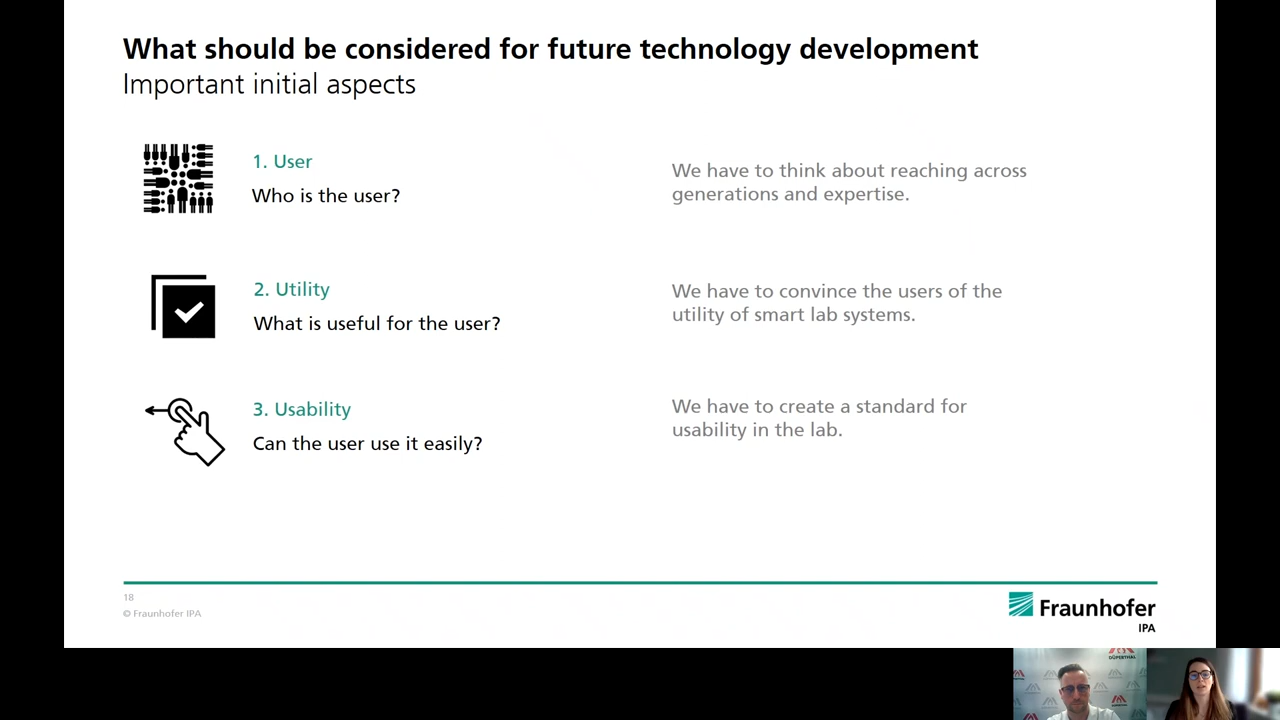 What should be considered for future technology development
Important initial aspects
1. User
Who is the user?
We have to think about reaching across
generations and expertise.
2. Utility
What is useful for the user?
We have to convince the users of the
utility of smart lab systems.
3. Usability
Can the user use it easily?
We have to create a standard for
usability in the lab.
18
© Fraunhofer IPA
Fraunhofer
IPA
DÜPERTHAL